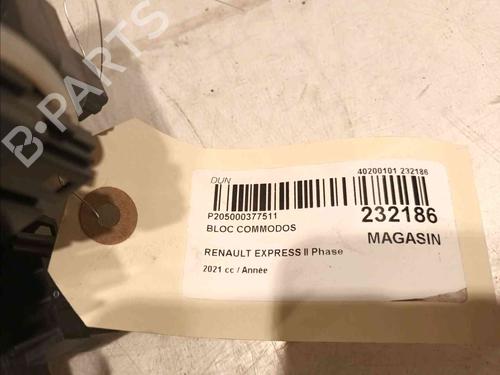 B-PARTS
DUN
40200101 232186
P205000377511
232186
BLOC COMMODOS
MAGASIN
RENAULT EXPRESS II Phase
2021 cc / Année